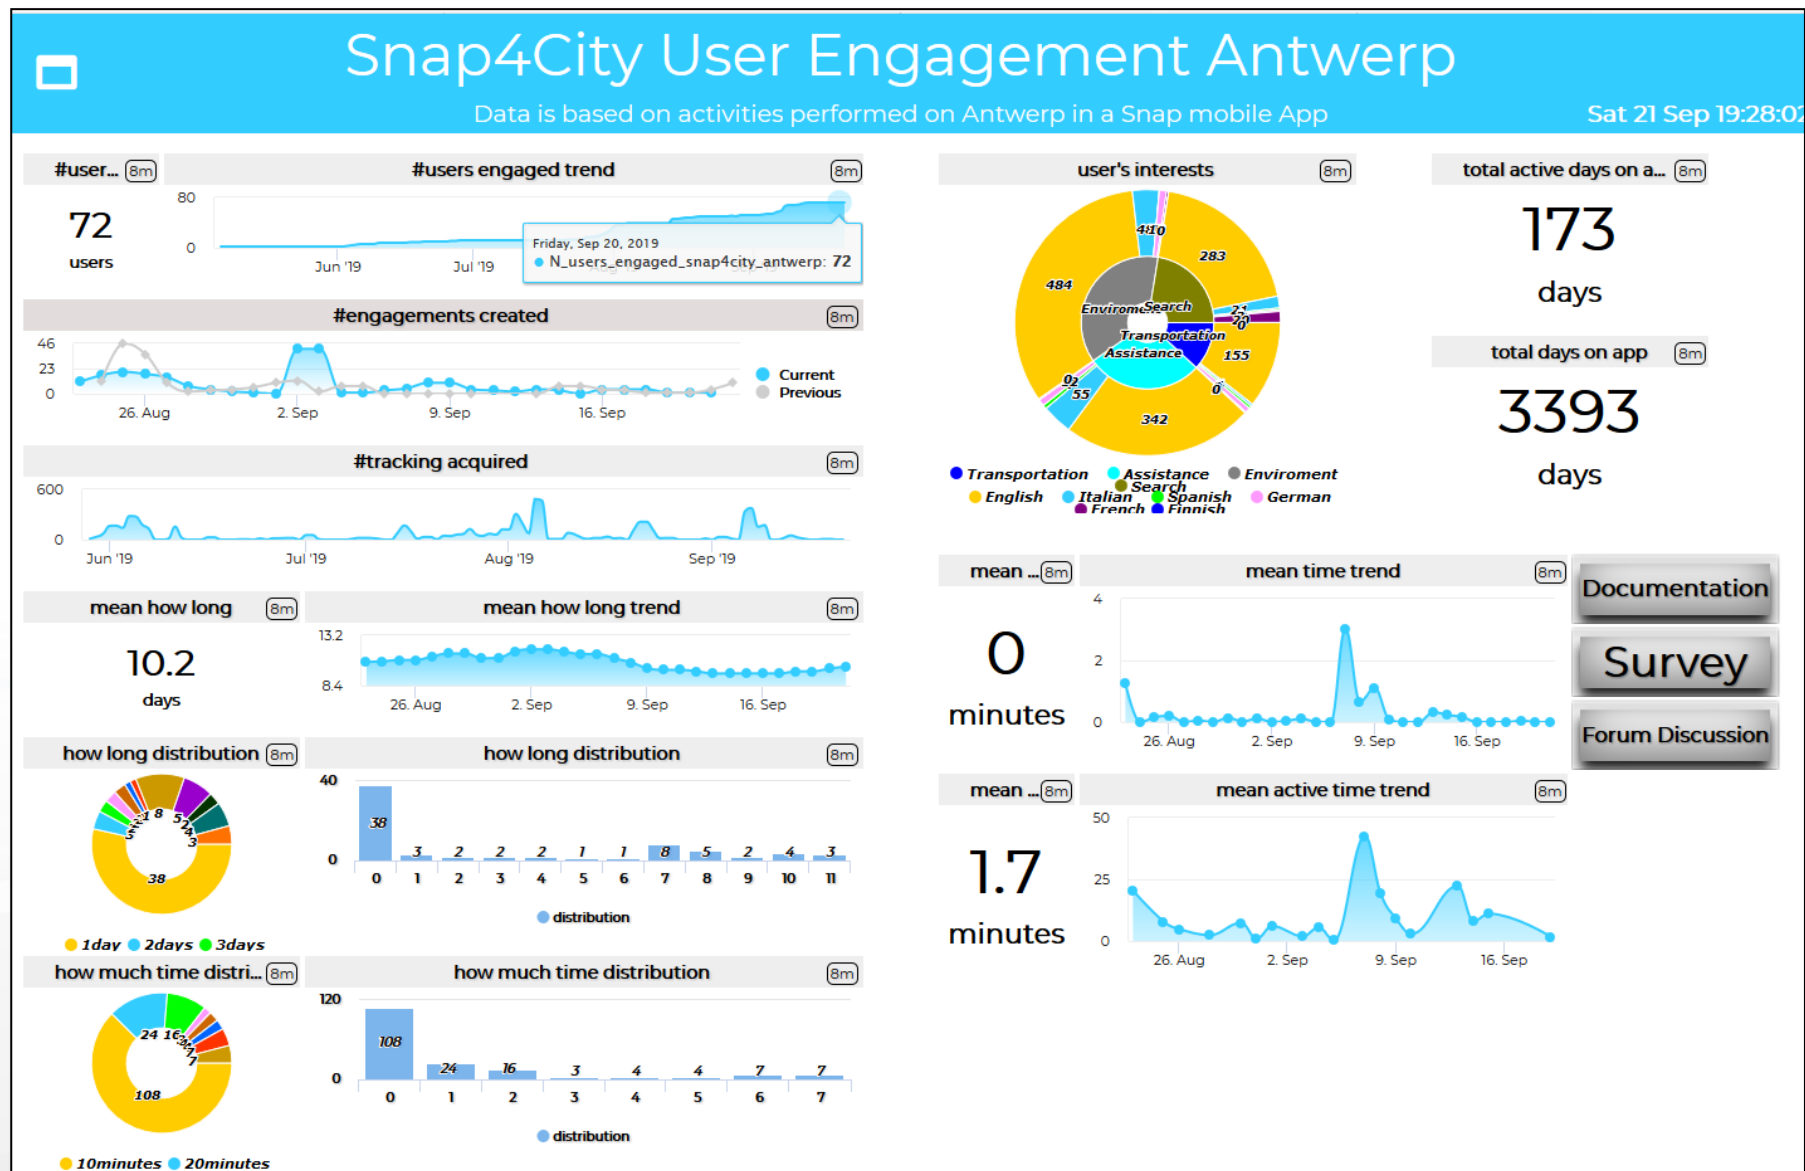 Snap4City User Engagement Antwerp
Data is based on activities performed on Antwerp in a Snap mobile App
Sat 21 Sep 19:28:02
#user... 8m
72
users
#users engaged trend 8m
80
0
Jun '19 Jul '19
Friday, Sep 20, 2019
N_users_engaged_snap4city_antwerp: 72
#engagements created 8m
46
23
0
26. Aug 2. Sep 9. Sep 16. Sep
Current
Previous
#tracking acquired 8m
600
0
Jun '19 Jul '19 Aug '19 Sep '19
mean how long 8m
10.2
days
mean how long trend 8m
13.2
8.4
26. Aug 2. Sep 9. Sep 16. Sep
how long distribution 8m
8
5
2
4
3
38
1day 2days 3days
how long distribution 8m
40
0
38 3 2 2 2 1 1 8 5 2 4 3
0 1 2 3 4 5 6 7 8 9 10 11
distribution
how much time distri... 8m
24 16
7
7
108
10minutes 20minutes
how much time distribution 8m
120
0
108 24 16 3 4 4 7 7
0 1 2 3 4 5 6 7
distribution
user's interests 8m
283
484
Search
Transportation
Assistance
155
0
55
342
Transportation Assistance Enviroment
Search
English Italian Spanish German
French Finnish
total active days on a... 8m
173
days
total days on app 8m
3393
days
mean ... 8m
0
minutes
mean time trend 8m
4
2
0
26. Aug 2. Sep 9. Sep 16. Sep
Documentation
Survey
Forum Discussion
mean ... 8m
1.7
minutes
mean active time trend 8m
50
25
0
26. Aug 2. Sep 9. Sep 16. Sep